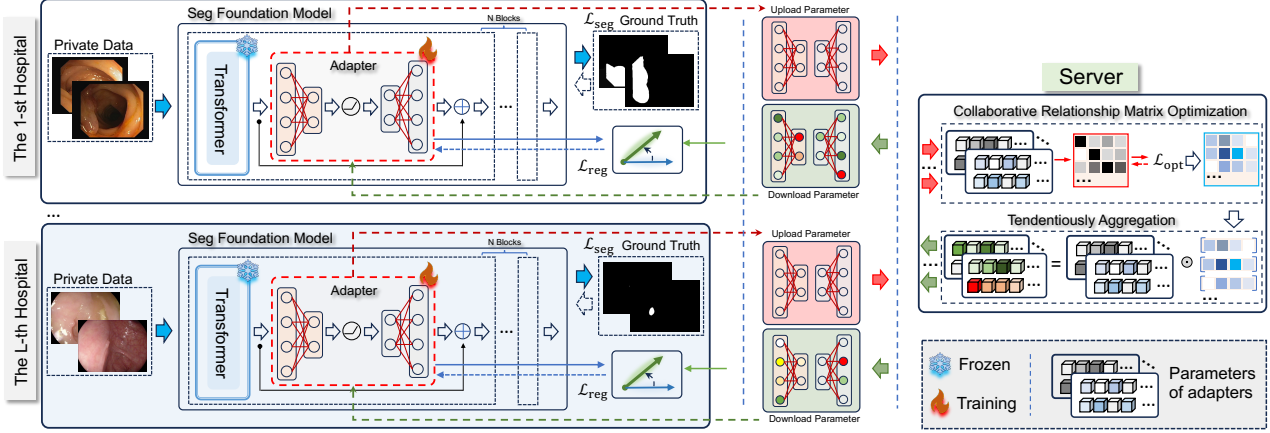 The 1-st Hospital
Seg Foundation Model
Private Data
Transformer
Adapter
N Blocks
...
ℒseg
Ground Truth
ℒreg
Upload Parameter
Download Parameter
...
The L-th Hospital
Seg Foundation Model
Private Data
Transformer
Adapter
N Blocks
...
ℒseg
Ground Truth
ℒreg
Upload Parameter
Download Parameter
Server
Collaborative Relationship Matrix Optimization
...
...
...
...
ℒopt
...
Tendentiously Aggregation
...
...
...
=
...
...
⊙
...
Frozen
Training
...
...
Parameters
of adapters